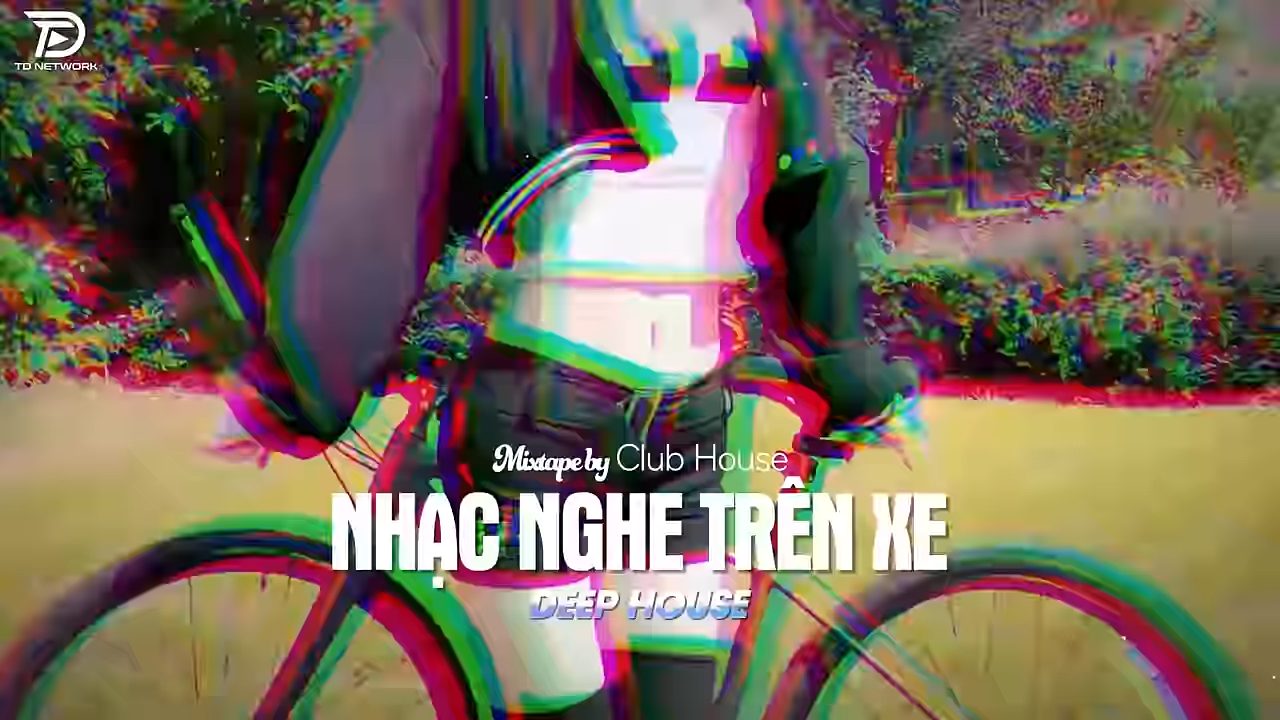 TD NETWORK
Mixtape by Club House
NHẠC NGHE TRÊN XE
DEEP HOUSE